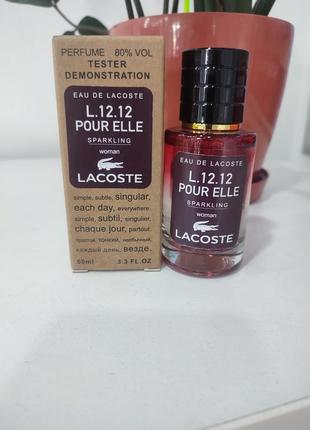 PERFUME 80% VOL
TESTER
DEMONSTRATION
EAU DE LACOSTE
L.12.12
POUR ELLE
SPARKLING
woman
LACOSTE
simple, subtle, singular,
each day, everywhere.
simple, subtil, singulier,
chaque jour, partout.
простой, тонкий, необычный,
каждый день, везде.
60ml 3.3 FL.OZ
EAU DE LACOSTE
L.12.12
POUR ELLE
SPARKLING
woman
LACOSTE